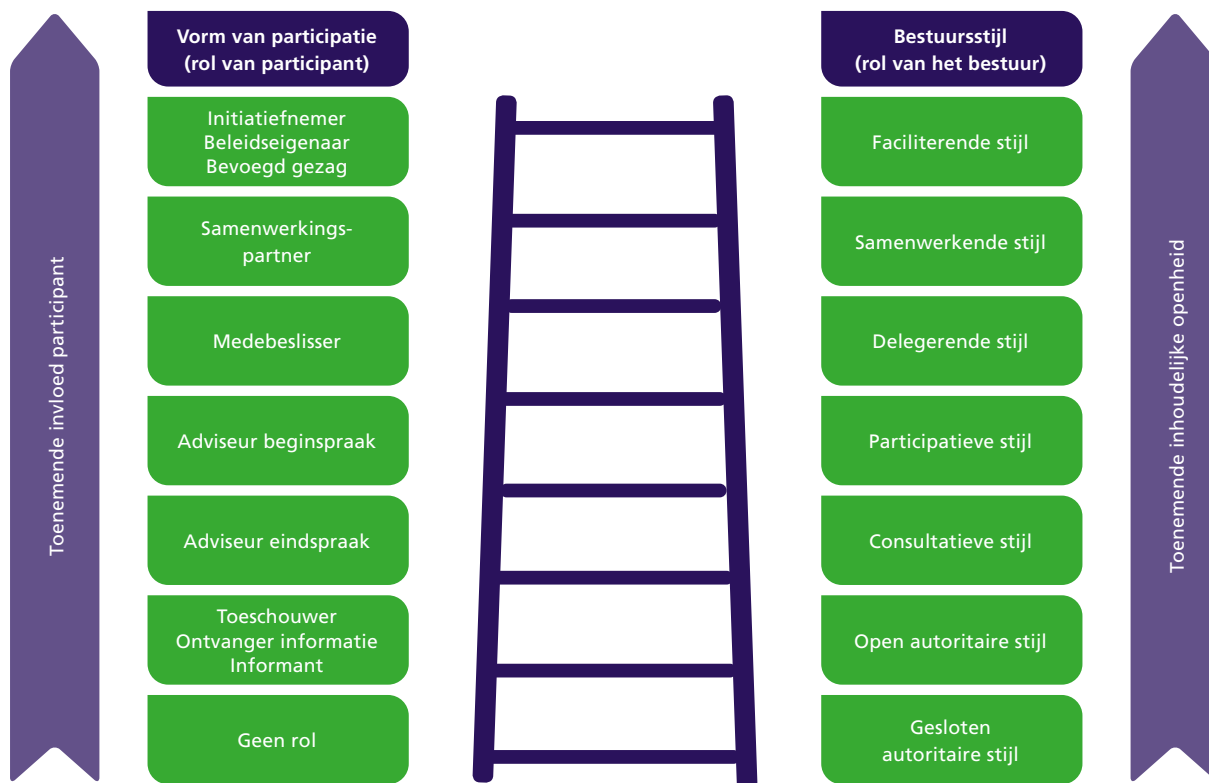 Vorm van participatie
(rol van participant)
Bestuursstijl
(rol van het bestuur)
Initiatiefnemer
Beleidseigenaar
Bevoegd gezag
Faciliterende stijl
Samenwerkings-
partner
Samenwerkende stijl
Medebeslisser
Delegerende stijl
Adviseur beginspraak
Participatieve stijl
Adviseur eindspraak
Consultatieve stijl
Toeschouwer
Ontvanger informatie
Informant
Open autoritaire stijl
Geen rol
Gesloten
autoritaire stijl
Toenemende invloed participant
Toenemende inhoudelijke openheid